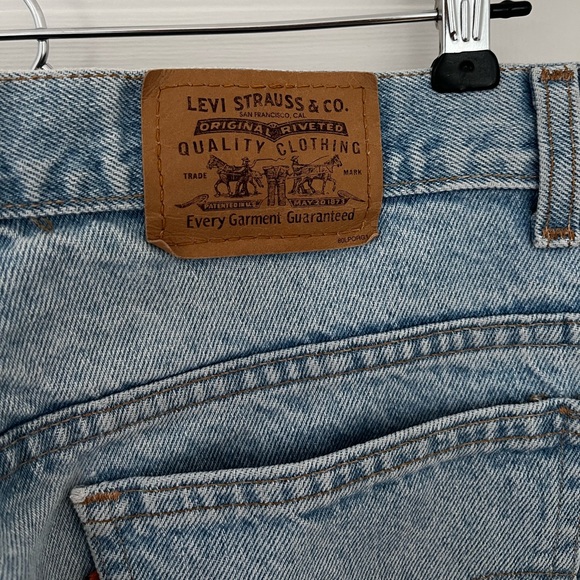 LEVI STRAUSS & CO.
SAN FRANCISCO, CAL.
ORIGINAL RIVETED
QUALITY CLOTHING
TRADE MARK
PATENTED IN U.S. MAY 20 1873
Every Garment Guaranteed